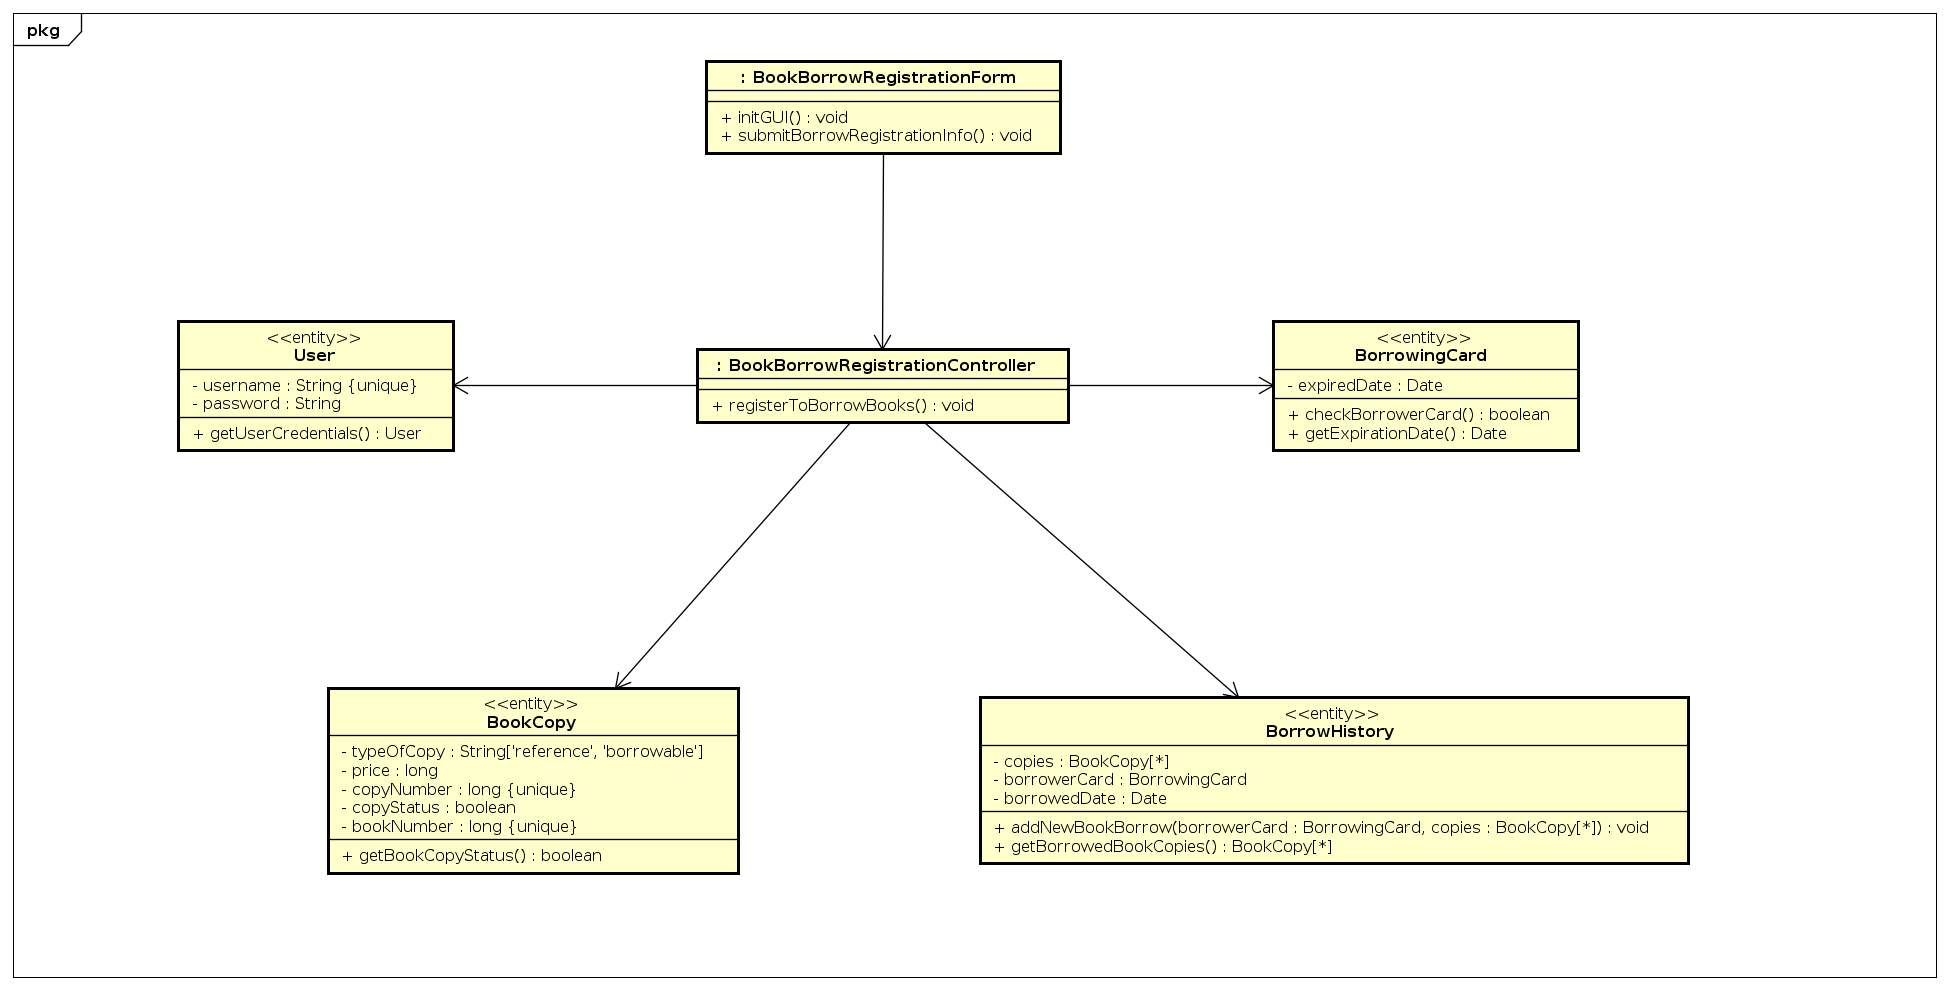 pkg
: BookBorrowRegistrationForm
+ initGUI() : void
+ submitBorrowRegistrationInfo() : void
<<entity>>
User
- username : String {unique}
- password : String
+ getUserCredentials() : User
: BookBorrowRegistrationController
+ registerToBorrowBooks() : void
<<entity>>
BorrowingCard
- expiredDate : Date
+ checkBorrowerCard() : boolean
+ getExpirationDate() : Date
<<entity>>
BookCopy
- typeOfCopy : String['reference', 'borrowable']
- price : long
- copyNumber : long {unique}
- copyStatus : boolean
- bookNumber : long {unique}
+ getBookCopyStatus() : boolean
<<entity>>
BorrowHistory
- copies : BookCopy[*]
- borrowerCard : BorrowingCard
- borrowedDate : Date
+ addNewBookBorrow(borrowerCard : BorrowingCard, copies : BookCopy[*]) : void
+ getBorrowedBookCopies() : BookCopy[*]